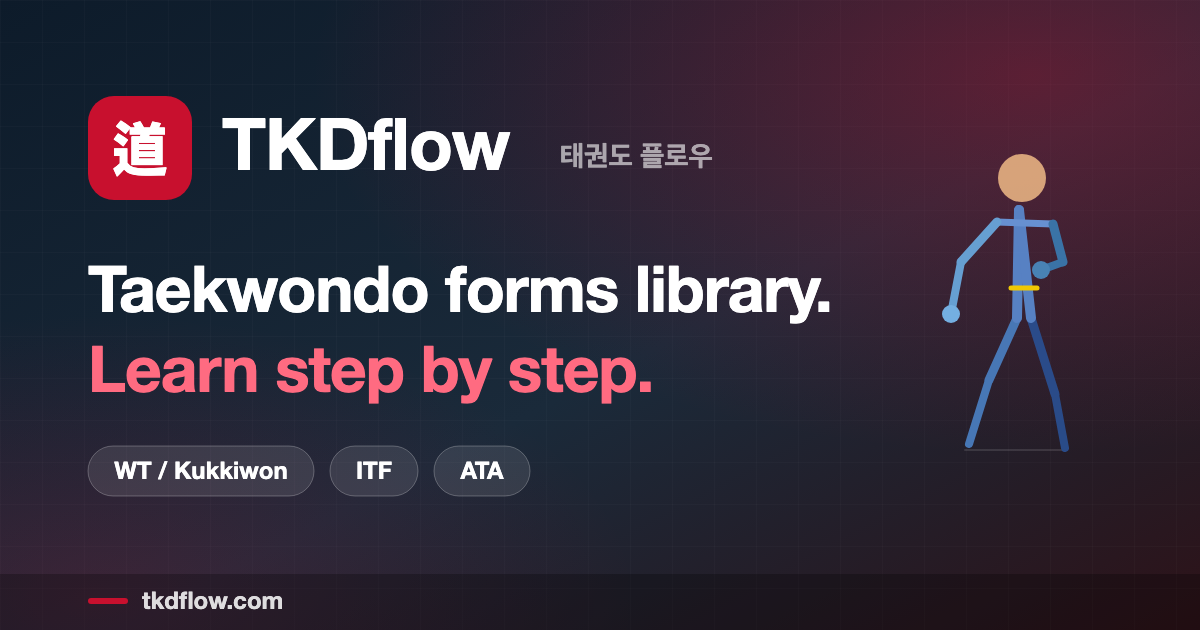 道 TKDflow 태권도 플로우
Taekwondo forms library.
Learn step by step.
WT / Kukkiwon ITF ATA
tkdflow.com